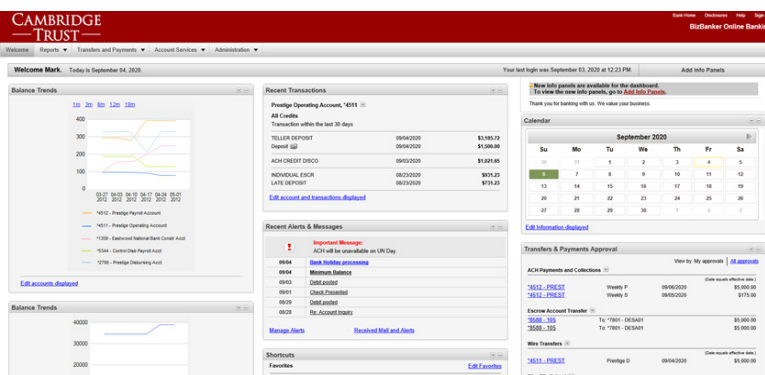 CAMBRIDGE
TRUST
Bank Home Disclosures Help Sign
BizBanker Online Banki
Welcome Reports Transfers and Payments Account Services Administration
Welcome Mark. Today is September 04, 2020.
Your last login was September 03, 2020 at 12:23 PM. Add Info Panels
Balance Trends
1m 3m 6m 12m 18m
400
300
200
100
0
03-27 04-03 04-10 04-17 04-24 05-01
2012 2012 2012 2012 2012 2012
*4512 - Prestige Payroll Account
*4511 - Prestige Operating Account
*1359 - Eastwood National Bank Consin Acct
- Control Disb Payroll Acct
- Prestige Disbursing Acct
Edit accounts displayed
Balance Trends
40000
30000
20000
Recent Transactions
Prestige Operating Account, *4511
All Credits
Transaction within the last 30 days
TELLER DEPOSIT 09/04/2020 $3,185.72
Deposit 09/04/2020 $1,500.00
ACH CREDIT DISCO 09/03/2020 $1,021.65
INDIVIDUAL ESCR 08/23/2020 $931.23
LATE DEPOSIT 08/23/2020 $731.23
Edit account and transactions displayed
Recent Alerts & Messages
Important Message:
ACH will be unavailable on UN Day.
09/04 Bank Holiday processing
09/04 Minimum Balance
09/03 Debit posted
09/01 Check Presented
08/29 Debit posted
08/28 Re: Account Inquiry
Manage Alerts Received Mail and Alerts
Shortcuts
Favorites Edit Favorites
New info panels are available for the dashboard.
To view the new info panels, go to Add Info Panels.
Thank you for banking with us. We value your business.
Calendar
September 2020
Su Mo Tu We Th Fr Sa
30 31 1 2 3 4 5
6 7 8 9 10 11 12
13 14 15 16 17 18 19
20 21 22 23 24 25 26
27 28 29 30 1 2 3
Edit Information displayed
Transfers & Payments Approval
View by: My approvals | All approvals
ACH Payments and Collections
(Date equals effective date.)
*4512 - PREST Weekly P 09/06/2020 $5,000.00
*4512 - PREST Weekly S 09/05/2020 $175.00
Escrow Account Transfer
*8588 - 105 To: *7801 - DESA01 $5,000.00
*8588 - 105 To: *7801 - DESA01 $5,000.00
Wire Transfers
(Date equals effective date.)
*4511 - PREST Prestige D 09/04/2020 $5,000.00